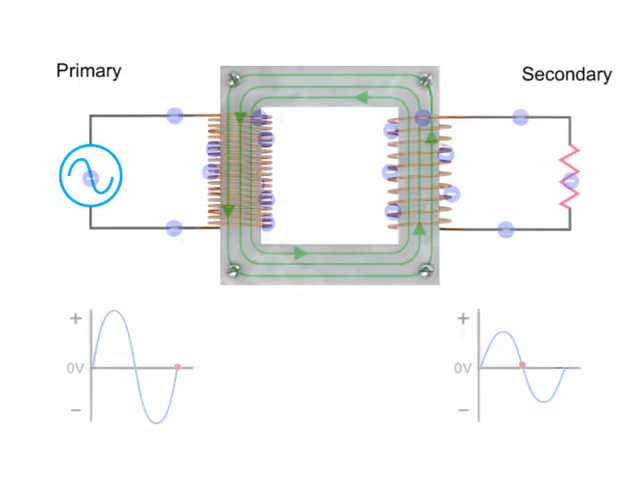 Primary
Secondary
+
0V
−
+
0V
−